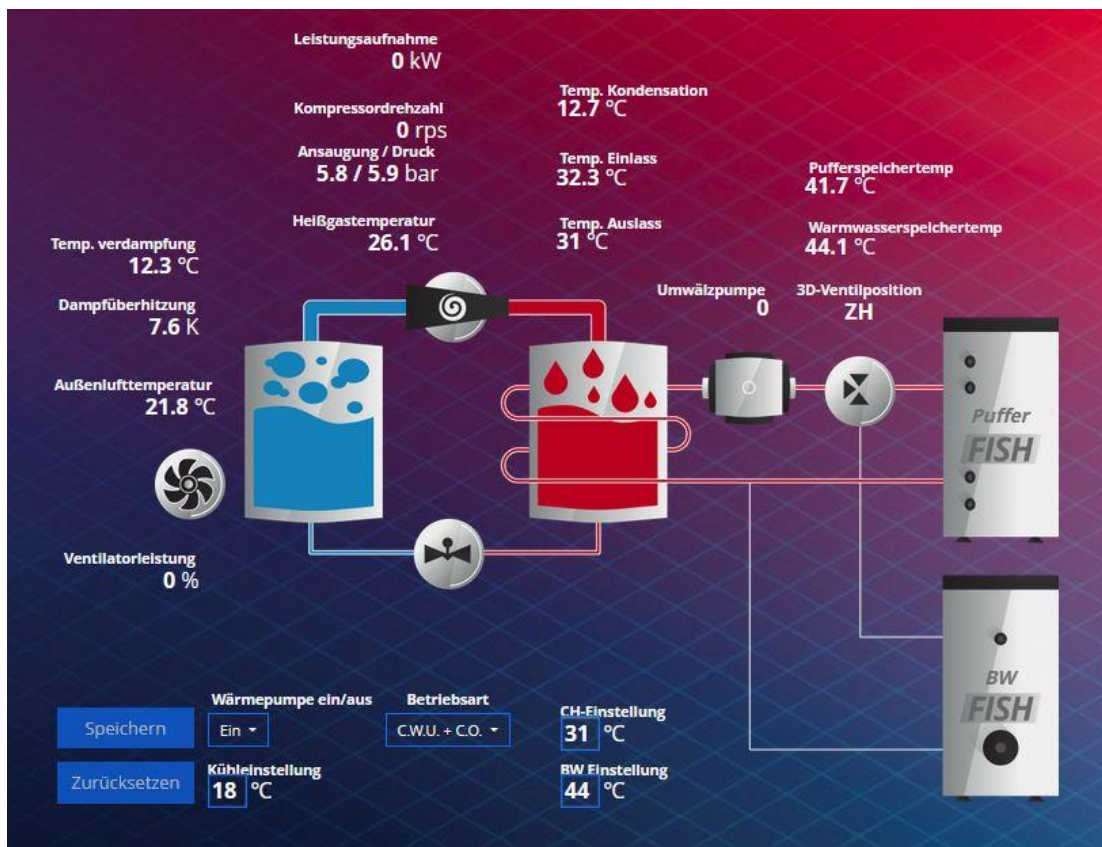 Leistungsaufnahme
0 kW
Kompressordrehzahl
0 rps
Ansaugung / Druck
5.8 / 5.9 bar
Heißgastemperatur
26.1 °C
Temp. Kondensation
12.7 °C
Temp. Einlass
32.3 °C
Temp. Auslass
31 °C
Pufferspeichertemp
41.7 °C
Warmwasserspeichertemp
44.1 °C
Temp. verdampfung
12.3 °C
Dampfüberhitzung
7.6 K
Außenlufttemperatur
21.8 °C
Ventilatorleistung
0 %
Umwälzpumpe
0
3D-Ventilposition
ZH
Puffer
FISH
BW
FISH
Speichern
Zurücksetzen
Wärmepumpe ein/aus
Ein
Betriebsart
C.W.U. + C.O.
CH-Einstellung
31 °C
Kühleinstellung
18 °C
BW Einstellung
44 °C